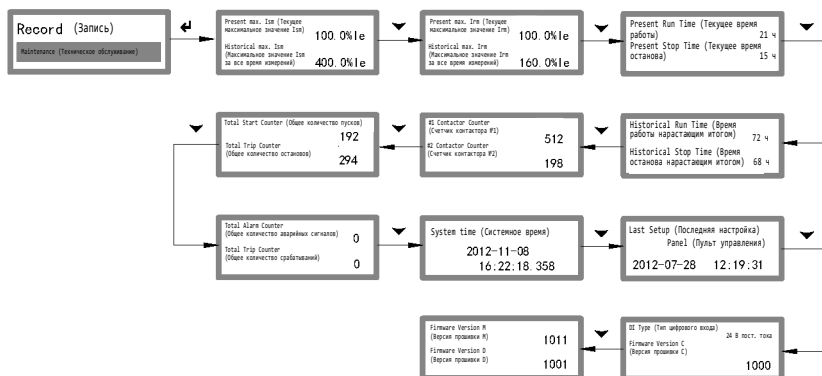 Record (Запись)
Maintenance (Техническое обслуживание)
Present max. Ism (Текущее
максимальное значение Ism)
100.0%Ie
Historical max. Ism
(Максимальное значение Ism
за все время измерений)
400.0%Ie
Present max. Irm (Текущее
максимальное значение Irm)
100.0%Ie
Historical max. Irm
(Максимальное значение Irm
за все время измерений)
160.0%Ie
Present Run Time (Текущее время
работы)
21 ч
Present Stop Time (Текущее время
останова)
15 ч
Historical Run Time (Время
работы нарастающим итогом)
72 ч
Historical Stop Time (Время
останова нарастающим итогом)
68 ч
#1 Contactor Counter
(Счетчик контактора №1)
512
#2 Contactor Counter
(Счетчик контактора №2)
198
Total Start Counter (Общее количество пусков)
192
Total Trip Counter
(Общее количество остановов)
294
Total Alarm Counter
(Общее количество аварийных сигналов)
0
Total Trip Counter
(Общее количество срабатываний)
0
System time (Системное время)
2012-11-08
16:22:18.358
Last Setup (Последняя настройка)
Panel (Пульт управления)
2012-07-28 12:19:31
DI Type (Тип цифрового входа)
24 В пост. тока
Firmware Version C
(Версия прошивки C)
1000
Firmware Version M
(Версия прошивки M)
1011
Firmware Version D
(Версия прошивки D)
1001